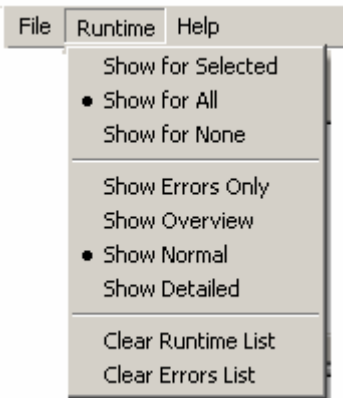 File Runtime Help
Show for Selected
Show for All
Show for None
Show Errors Only
Show Overview
Show Normal
Show Detailed
Clear Runtime List
Clear Errors List